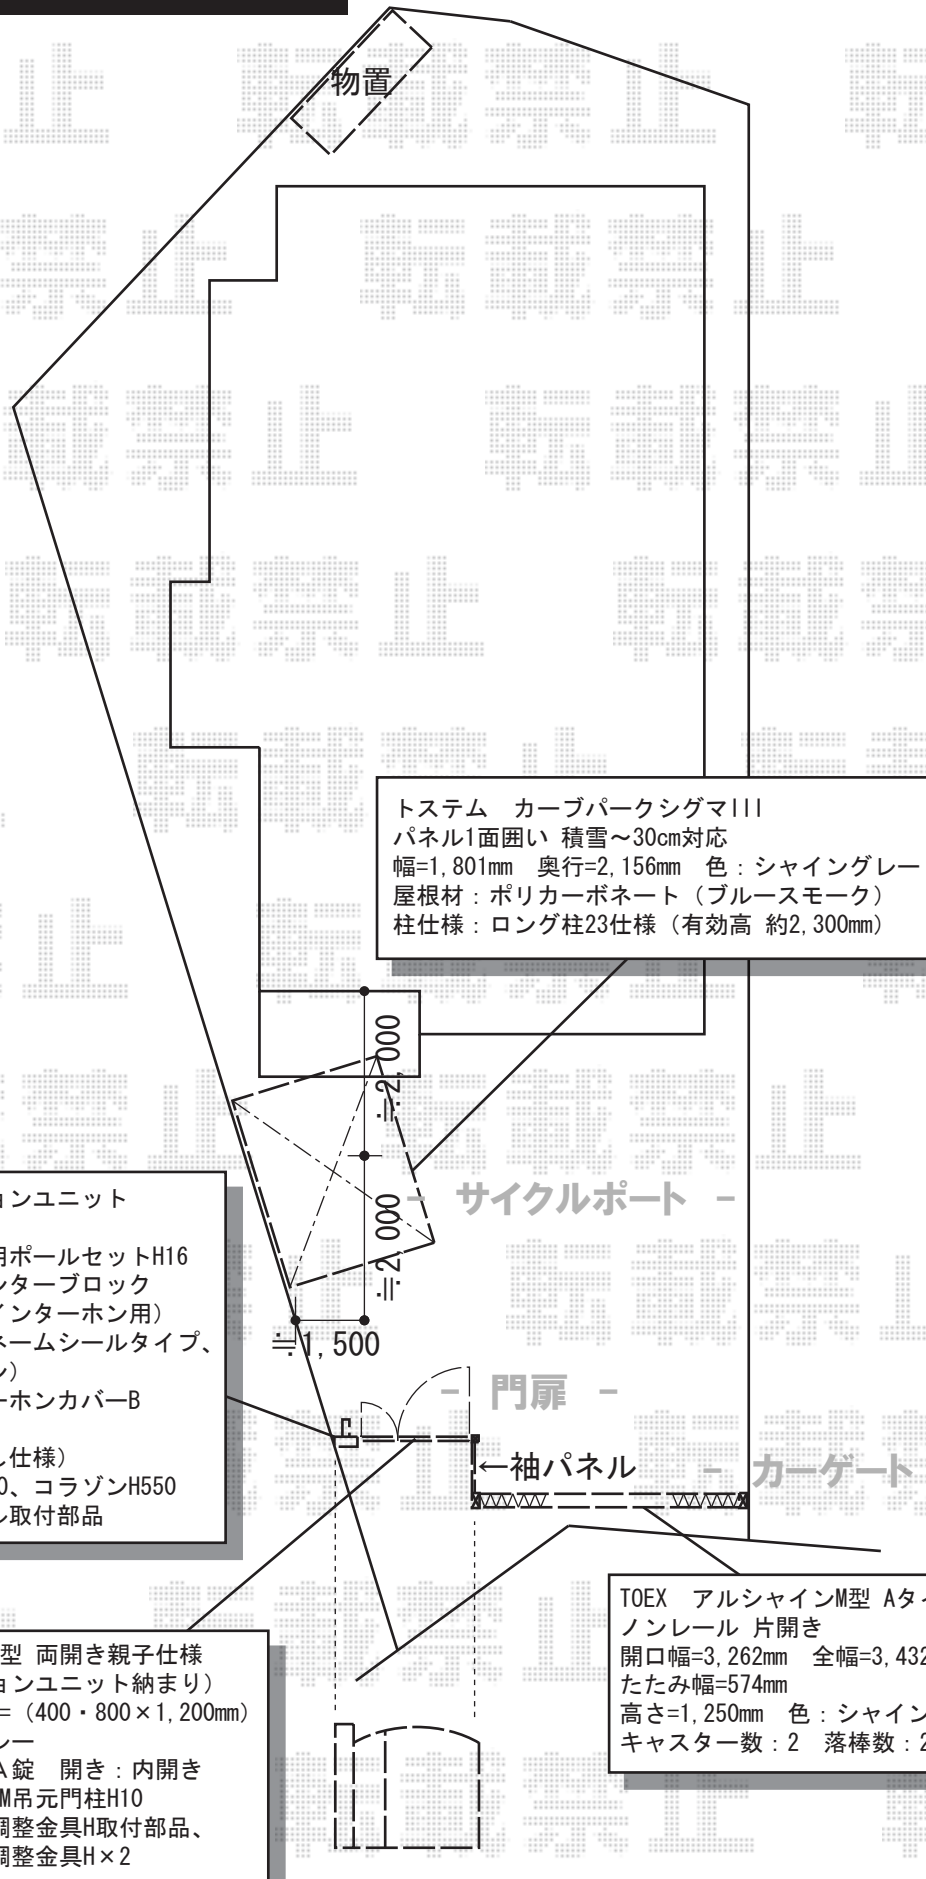 物置
トステム　カーブパークシグマIII
パネル1面囲い 積雪～30cm対応
幅=1,801mm　奥行=2,156mm　色：シャイングレー
屋根材：ポリカーボネート（ブルースモーク）
柱仕様：ロング柱23仕様（有効高 約2,300mm）
≒2,000
≒2,000
≒1,500
- サイクルポート -
ョンユニット
用ポールセットH16
ンターブロック
インターホン用）
ネームシールタイプ、
ン）
ーホンカバーB
し仕様）
0、コラゾンH550
ル取付部品
- 門扉 -
←袖パネル
- カーゲート
TOEX　アルシャインM型 Aタイ
ノンレール 片開き
開口幅=3,262mm　全幅=3,432
たたみ幅=574mm
高さ=1,250mm　色：シャイン
キャスター数：2　落棒数：2
型 両開き親子仕様
ョンユニット納まり）
=（400・800×1,200mm）
レー
A錠　開き：内開き
M吊元門柱H10
調整金具H取付部品、
調整金具H×2
転載禁止